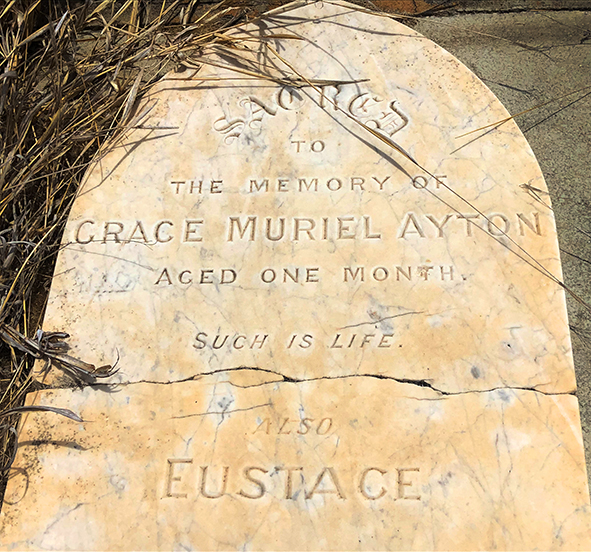 SACRED
TO
THE MEMORY OF
GRACE MURIEL AYTON
AGED ONE MONTH.
SUCH IS LIFE.
ALSO
EUSTACE